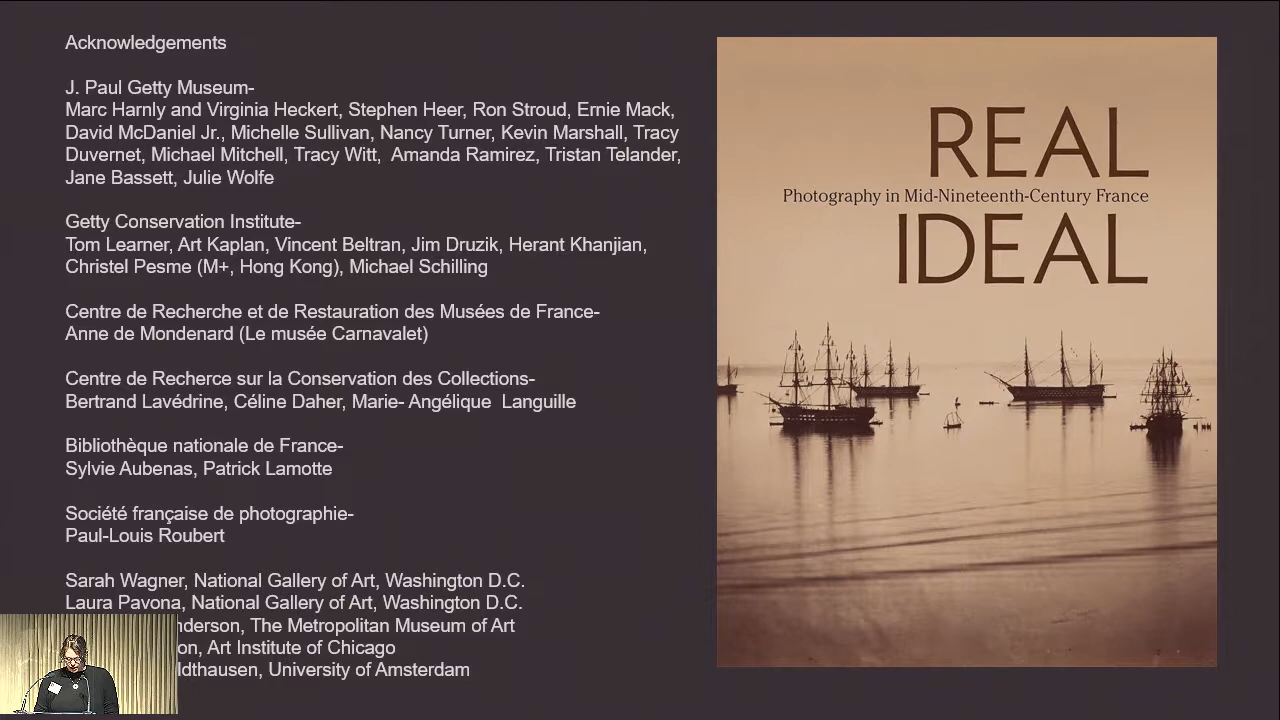 Acknowledgements
J. Paul Getty Museum-
Marc Harnly and Virginia Heckert, Stephen Heer, Ron Stroud, Ernie Mack,
David McDaniel Jr., Michelle Sullivan, Nancy Turner, Kevin Marshall, Tracy
Duvernet, Michael Mitchell, Tracy Witt, Amanda Ramirez, Tristan Telander,
Jane Bassett, Julie Wolfe
Getty Conservation Institute-
Tom Learner, Art Kaplan, Vincent Beltran, Jim Druzik, Herant Khanjian,
Christel Pesme (M+, Hong Kong), Michael Schilling
Centre de Recherche et de Restauration des Musées de France-
Anne de Mondenard (Le musée Carnavalet)
Centre de Recherce sur la Conservation des Collections-
Bertrand Lavédrine, Céline Daher, Marie- Angélique Languille
Bibliothèque nationale de France-
Sylvie Aubenas, Patrick Lamotte
Société française de photographie-
Paul-Louis Roubert
Sarah Wagner, National Gallery of Art, Washington D.C.
Laura Pavona, National Gallery of Art, Washington D.C.
nderson, The Metropolitan Museum of Art
on, Art Institute of Chicago
ldthausen, University of Amsterdam
REAL
Photography in Mid-Nineteenth-Century France
IDEAL